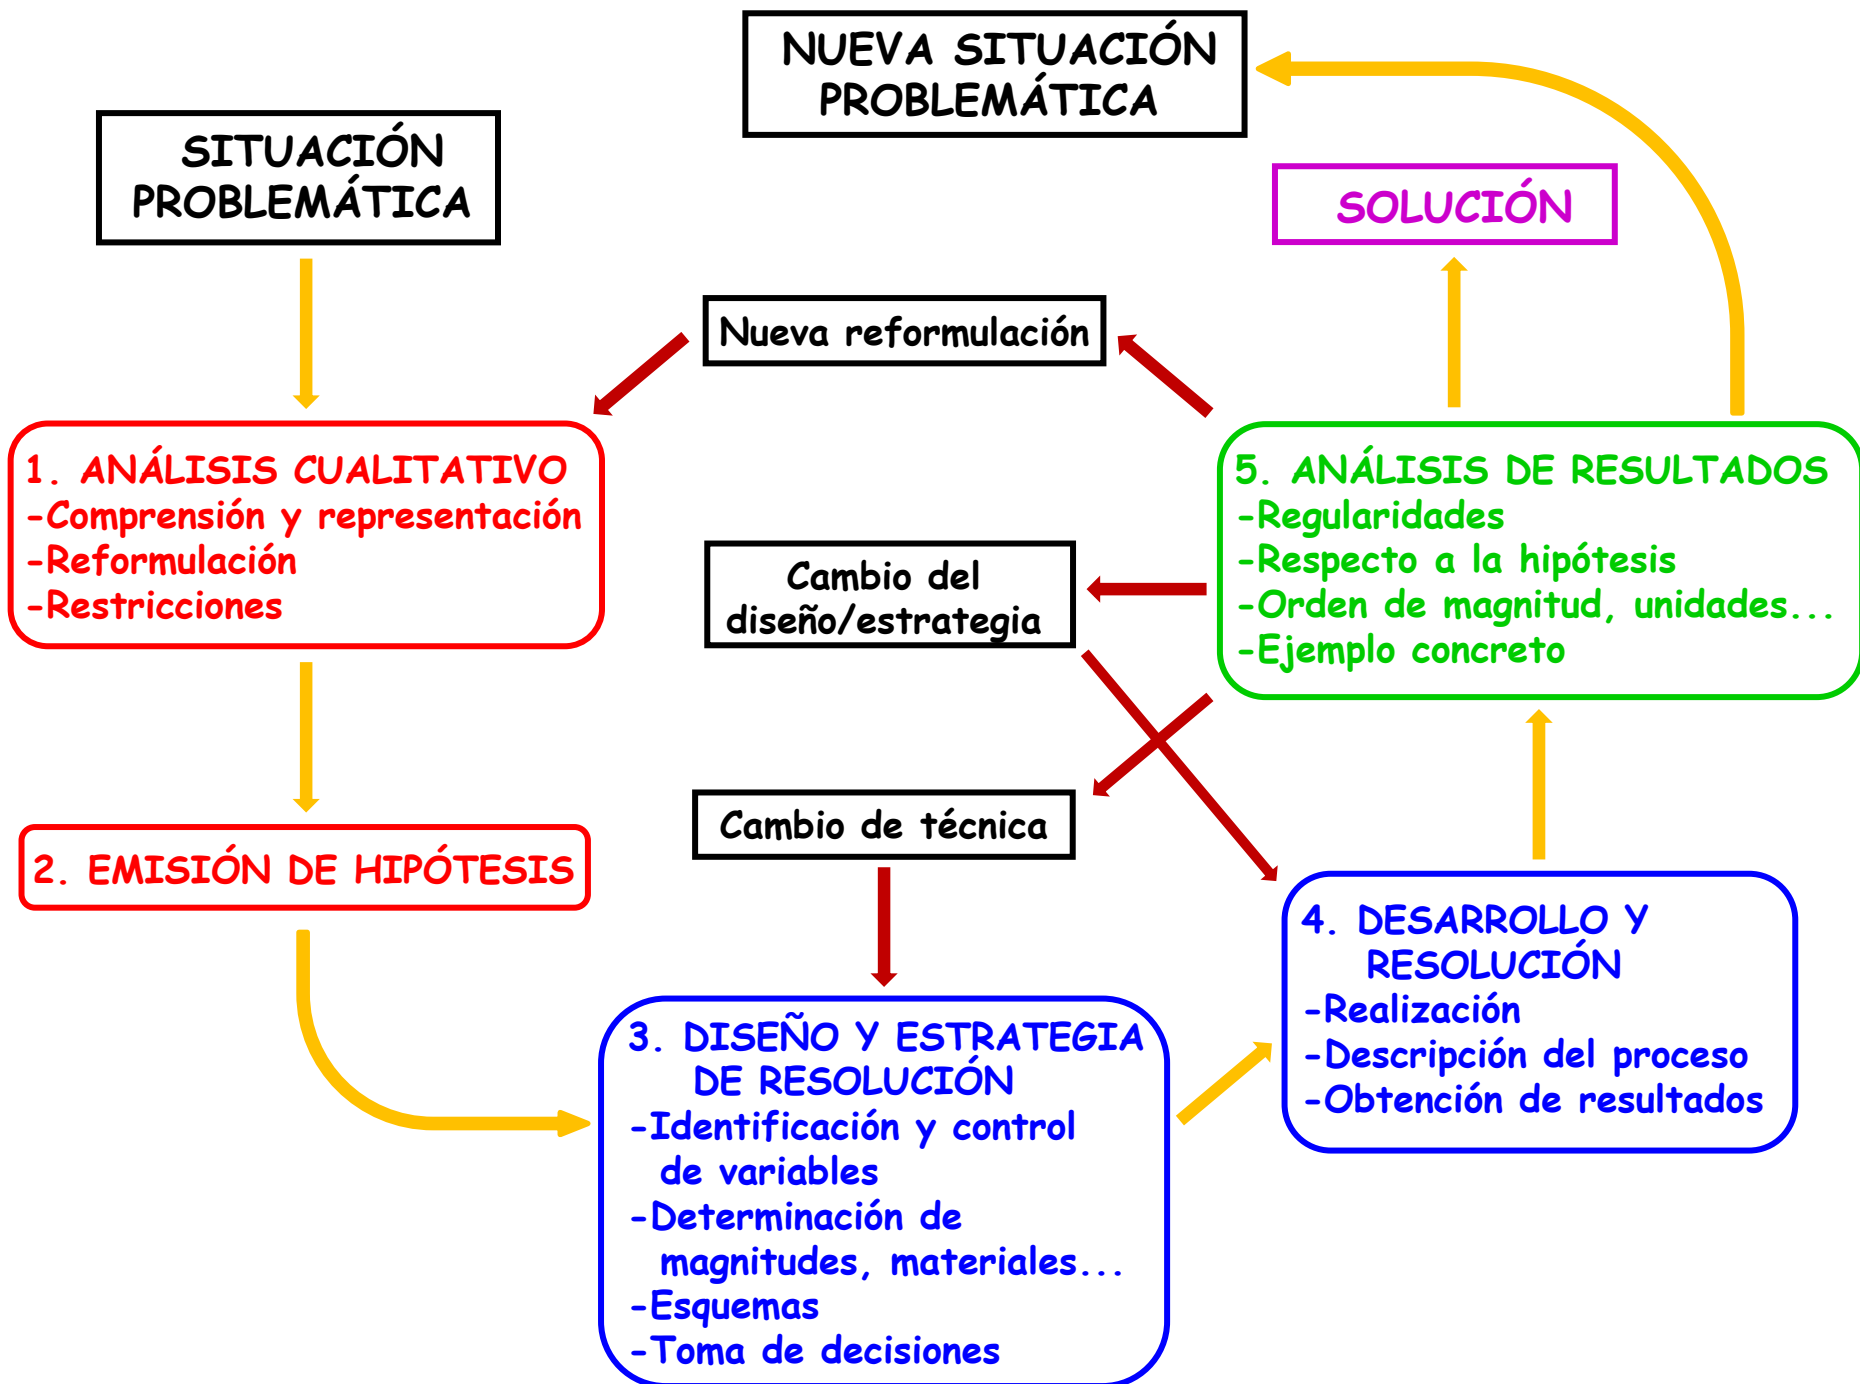 NUEVA SITUACIÓN
PROBLEMÁTICA
SITUACIÓN
PROBLEMÁTICA
SOLUCIÓN
Nueva reformulación
1. ANÁLISIS CUALITATIVO
-Comprensión y representación
-Reformulación
-Restricciones
5. ANÁLISIS DE RESULTADOS
-Regularidades
-Respecto a la hipótesis
-Orden de magnitud, unidades...
-Ejemplo concreto
Cambio del
diseño/estrategia
Cambio de técnica
2. EMISIÓN DE HIPÓTESIS
4. DESARROLLO Y
RESOLUCIÓN
-Realización
-Descripción del proceso
-Obtención de resultados
3. DISEÑO Y ESTRATEGIA
DE RESOLUCIÓN
-Identificación y control
de variables
-Determinación de
magnitudes, materiales...
-Esquemas
-Toma de decisiones